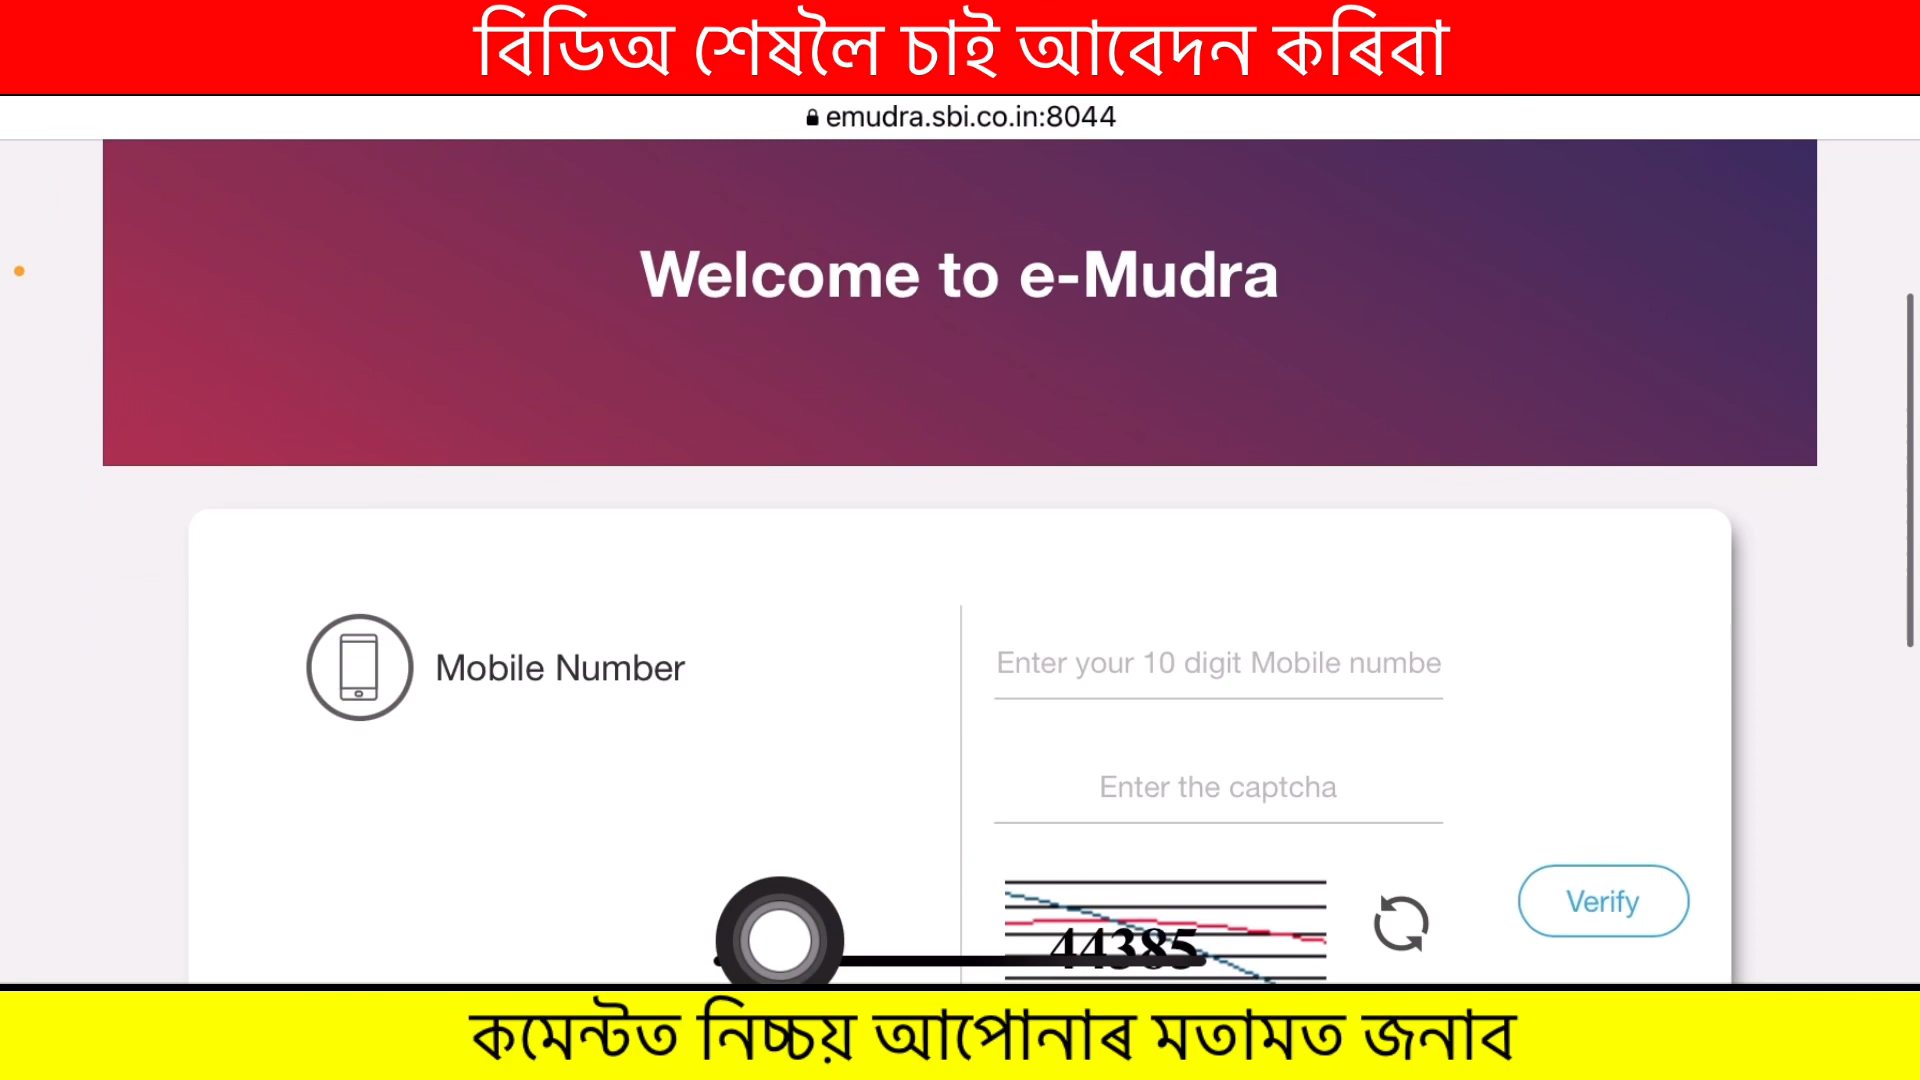 বিডিঅ শেষলৈ চাই আবেদন কৰিবা
emudra.sbi.co.in:8044
Welcome to e-Mudra
Mobile Number
Enter your 10 digit Mobile numbe
Enter the captcha
44385
Verify
কমেন্টত নিচ্চয় আপোনাৰ মতামত জনাব